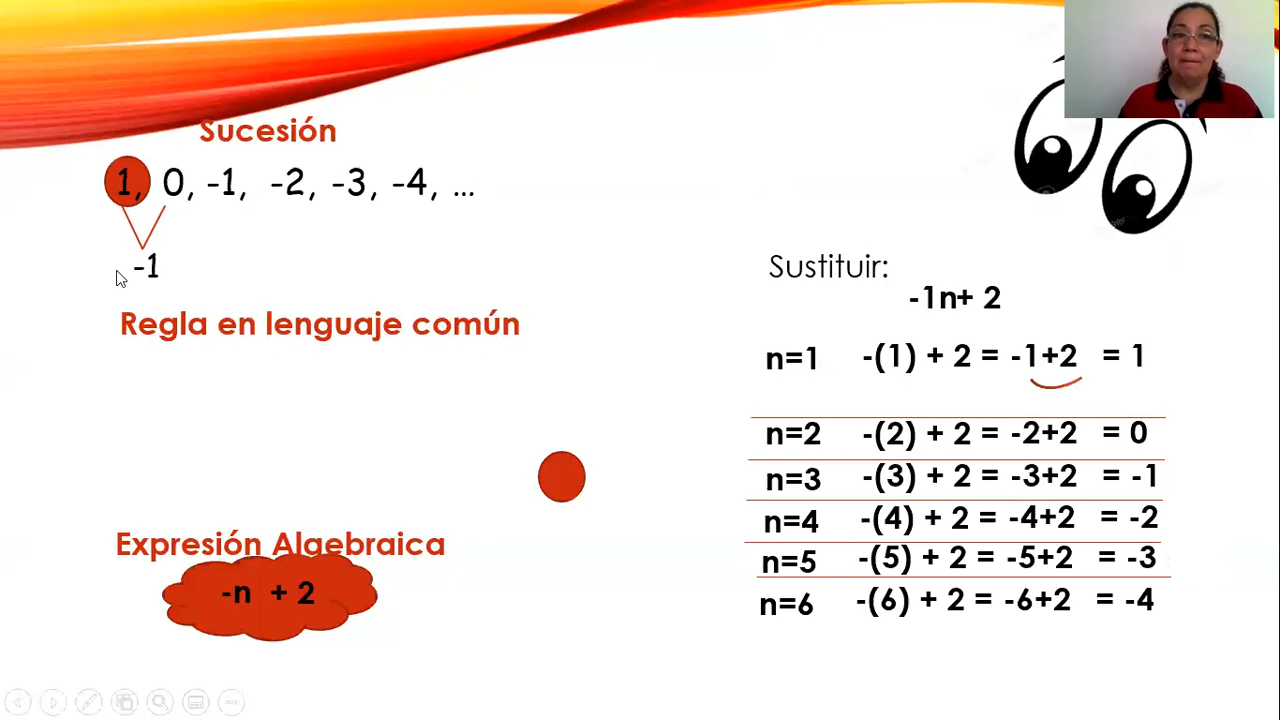 Sucesión
1, 0, -1, -2, -3, -4, ...
-1
Regla en lenguaje común
Expresión Algebraica
-n + 2
Sustituir:
-1n+ 2
n=1 -(1) + 2 = -1+2 = 1
n=2 -(2) + 2 = -2+2 = 0
n=3 -(3) + 2 = -3+2 = -1
n=4 -(4) + 2 = -4+2 = -2
n=5 -(5) + 2 = -5+2 = -3
n=6 -(6) + 2 = -6+2 = -4